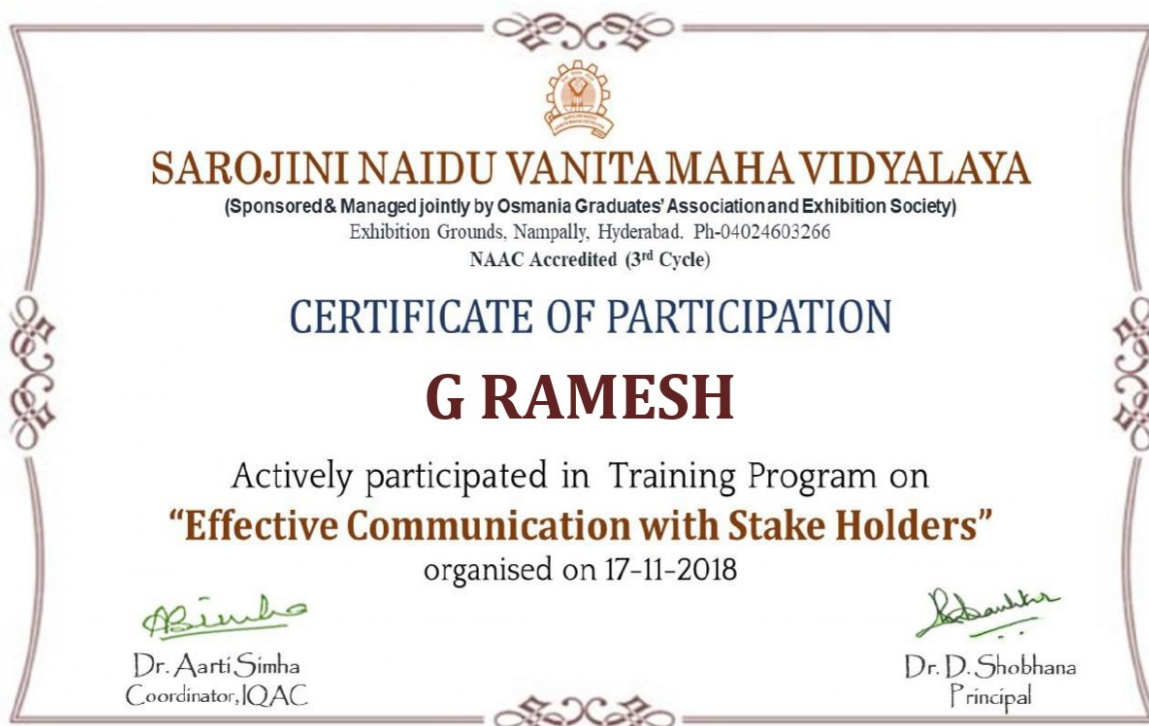 SAROJINI NAIDU VANITA MAHA VIDYALAYA
(Sponsored & Managed jointly by Osmania Graduates' Association and Exhibition Society)
Exhibition Grounds, Nampally, Hyderabad. Ph-04024603266
NAAC Accredited (3rd Cycle)
CERTIFICATE OF PARTICIPATION
G RAMESH
Actively participated in Training Program on
“Effective Communication with Stake Holders”
organised on 17-11-2018
ASimha
Dr. Aarti Simha
Coordinator, IQAC
Dr. D. Shobhana
Principal